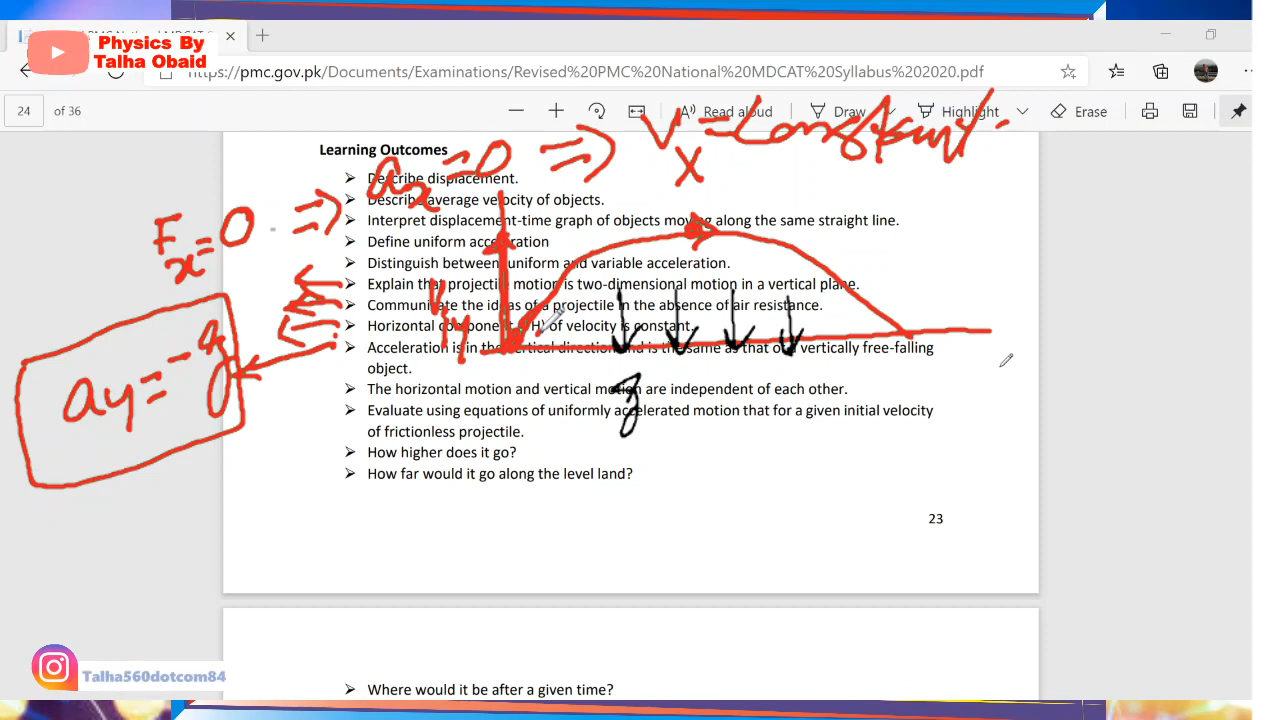 Physics By
Talha Obaid
https://pmc.gov.pk/Documents/Examinations/Revised%20PMC%20National%20MDCAT%20Syllabus%202020.pdf
24 of 36
Read aloud
Draw
Highlight
Erase
Learning Outcomes
Fx=0 ⇒ ax=0 ⇒ Vx=Constant
➢ Describe displacement.
➢ Describe average velocity of objects.
➢ Interpret displacement-time graph of objects moving along the same straight line.
➢ Define uniform acceleration
➢ Distinguish between uniform and variable acceleration.
➢ Explain that projectile motion is two-dimensional motion in a vertical plane.
➢ Communicate the ideas of a projectile in the absence of air resistance.
➢ Horizontal component (VH) of velocity is constant.
➢ Acceleration is in the vertical direction and is the same as that of a vertically free-falling
object.
➢ The horizontal motion and vertical motion are independent of each other.
➢ Evaluate using equations of uniformly accelerated motion that for a given initial velocity
of frictionless projectile.
➢ How higher does it go?
➢ How far would it go along the level land?
Vy
ay=-g
g
23
➢ Where would it be after a given time?
Talha560dotcom84